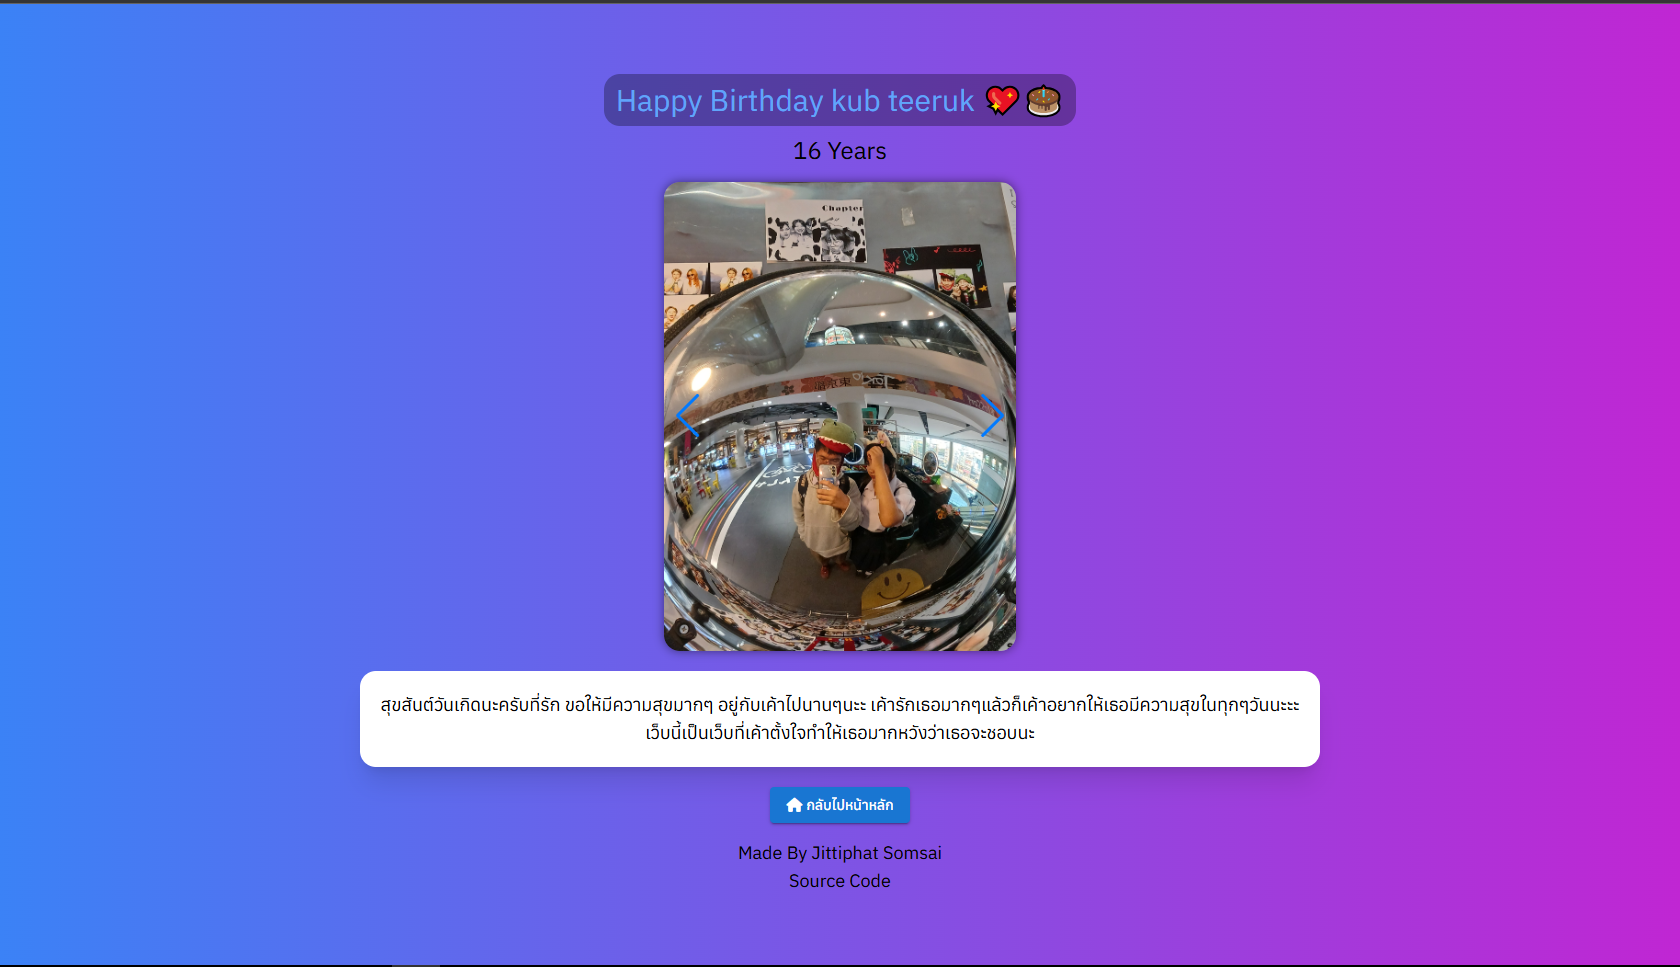 Happy Birthday kub teeruk 💖🎂
16 Years
Chapter
สุขสันต์วันเกิดนะครับที่รัก ขอให้มีความสุขมากๆ อยู่กับเค้าไปนานๆนะะ เค้ารักเธอมากๆแล้วก็เค้าอยากให้เธอมีความสุขในทุกๆวันนะะะ
เว็บนี้เป็นเว็บที่เค้าตั้งใจทำให้เธอมากหวังว่าเธอจะชอบนะ
กลับไปหน้าหลัก
Made By Jittiphat Somsai
Source Code